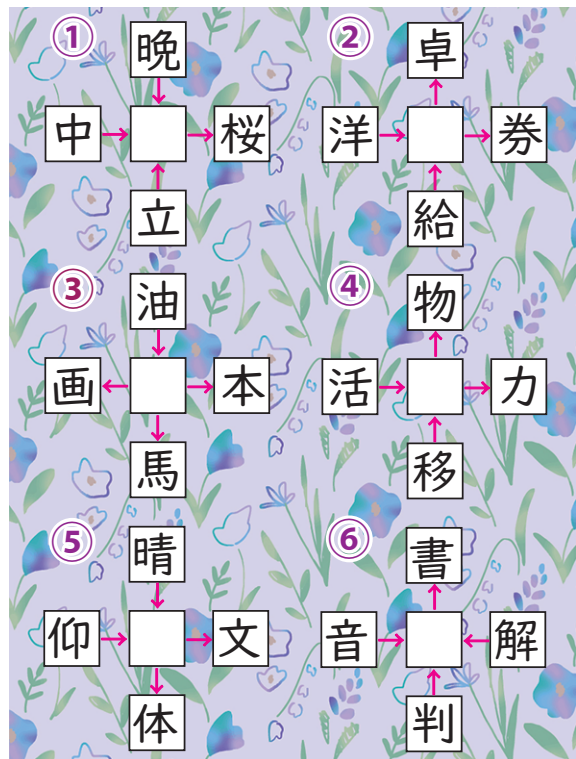 ① ②
晩 卓
中 桜 洋 券
立 給
③ ④
油 物
画 本 活 力
馬 移
⑤ ⑥
晴 書
仰 文 音 解
体 判